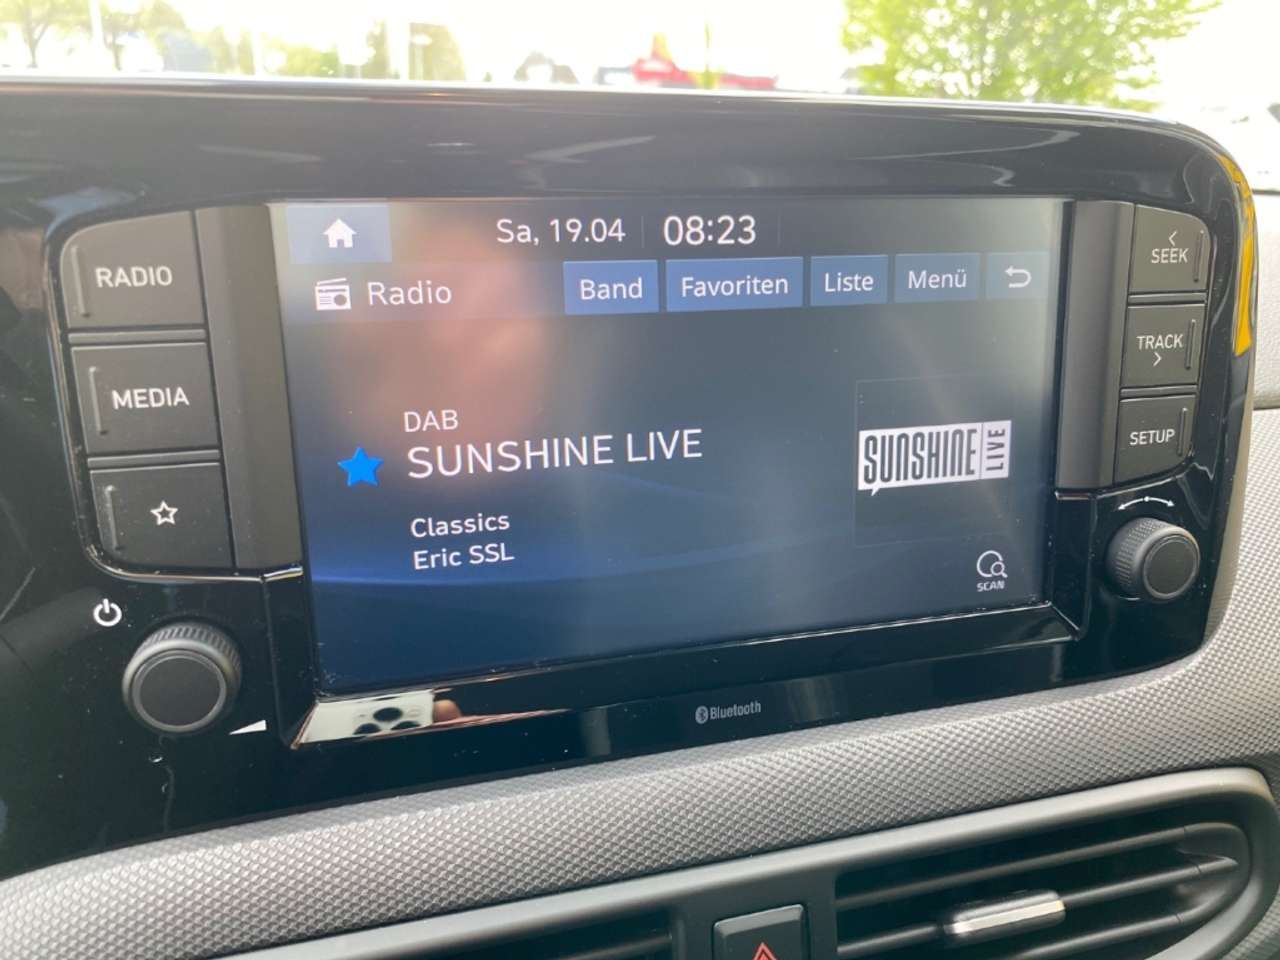 Sa, 19.04 08:23
Radio Band Favoriten Liste Menü
DAB
SUNSHINE LIVE
Classics
Eric SSL
SUNSHINE LIVE
SCAN
RADIO
MEDIA
SEEK
TRACK
SETUP
Bluetooth